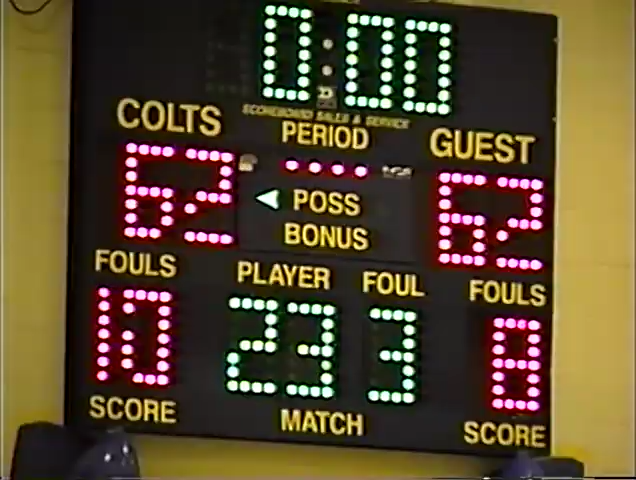 0:00
SCOREBOARD SALES & SERVICE
COLTS PERIOD GUEST
62 62
POSS
BONUS
FOULS PLAYER FOUL FOULS
10 23 3 8
SCORE MATCH SCORE